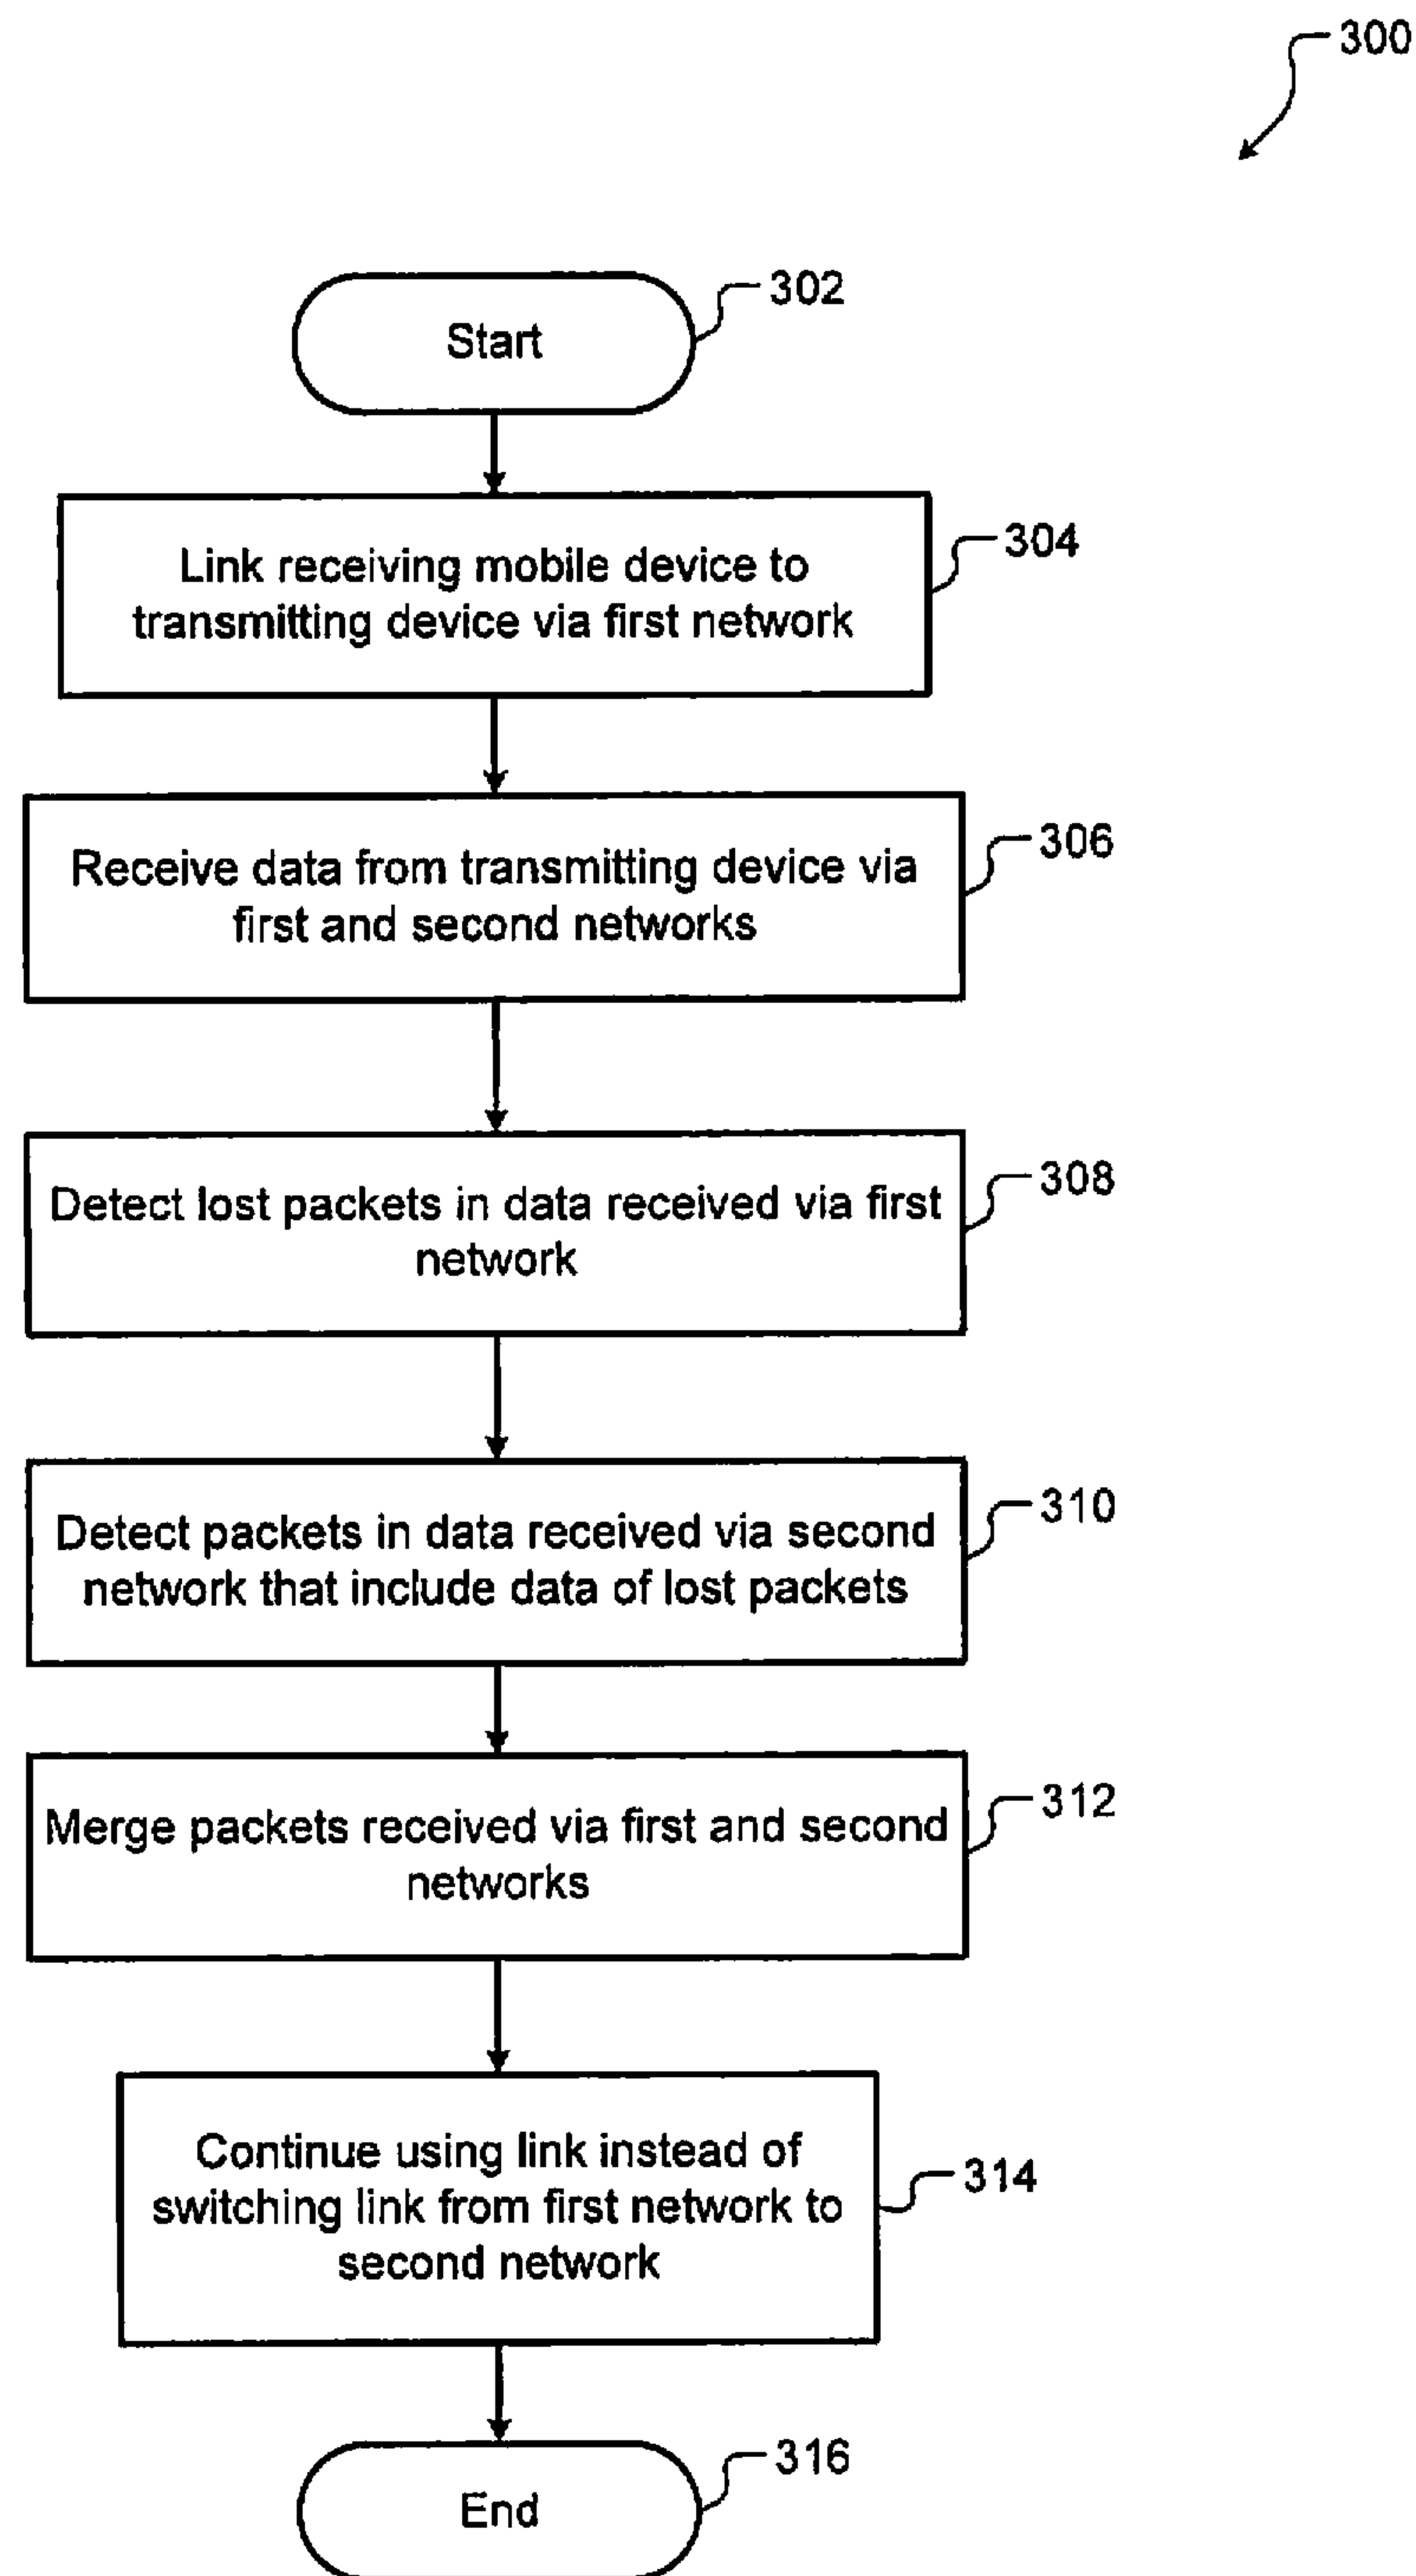 300
302
Start
304
Link receiving mobile device to
transmitting device via first network
306
Receive data from transmitting device via
first and second networks
308
Detect lost packets in data received via first
network
310
Detect packets in data received via second
network that include data of lost packets
312
Merge packets received via first and second
networks
314
Continue using link instead of
switching link from first network to
second network
316
End